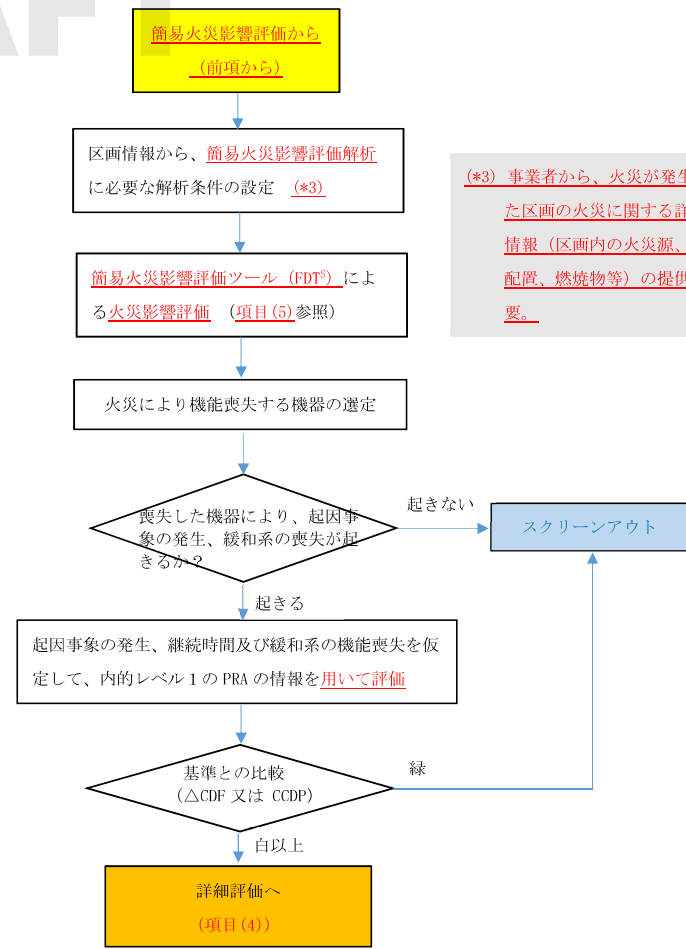 AFT
簡易火災影響評価から
(前項から)
区画情報から、簡易火災影響評価解析
に必要な解析条件の設定 (*3)
(*3) 事業者から、火災が発生
た区画の火災に関する詳
情報（区画内の火災源、
配置、燃焼物等）の提供
要。
簡易火災影響評価ツール (FDTS) によ
る火災影響評価 (項目(5)参照)
火災により機能喪失する機器の選定
喪失した機器により、起因事
象の発生、緩和系の喪失が起
きるか？
起きない
スクリーンアウト
起きる
起因事象の発生、継続時間及び緩和系の機能喪失を仮
定して、内的レベル１の PRA の情報を用いて評価
基準との比較
(△CDF 又は CCDP)
緑
白以上
詳細評価へ
(項目(4))